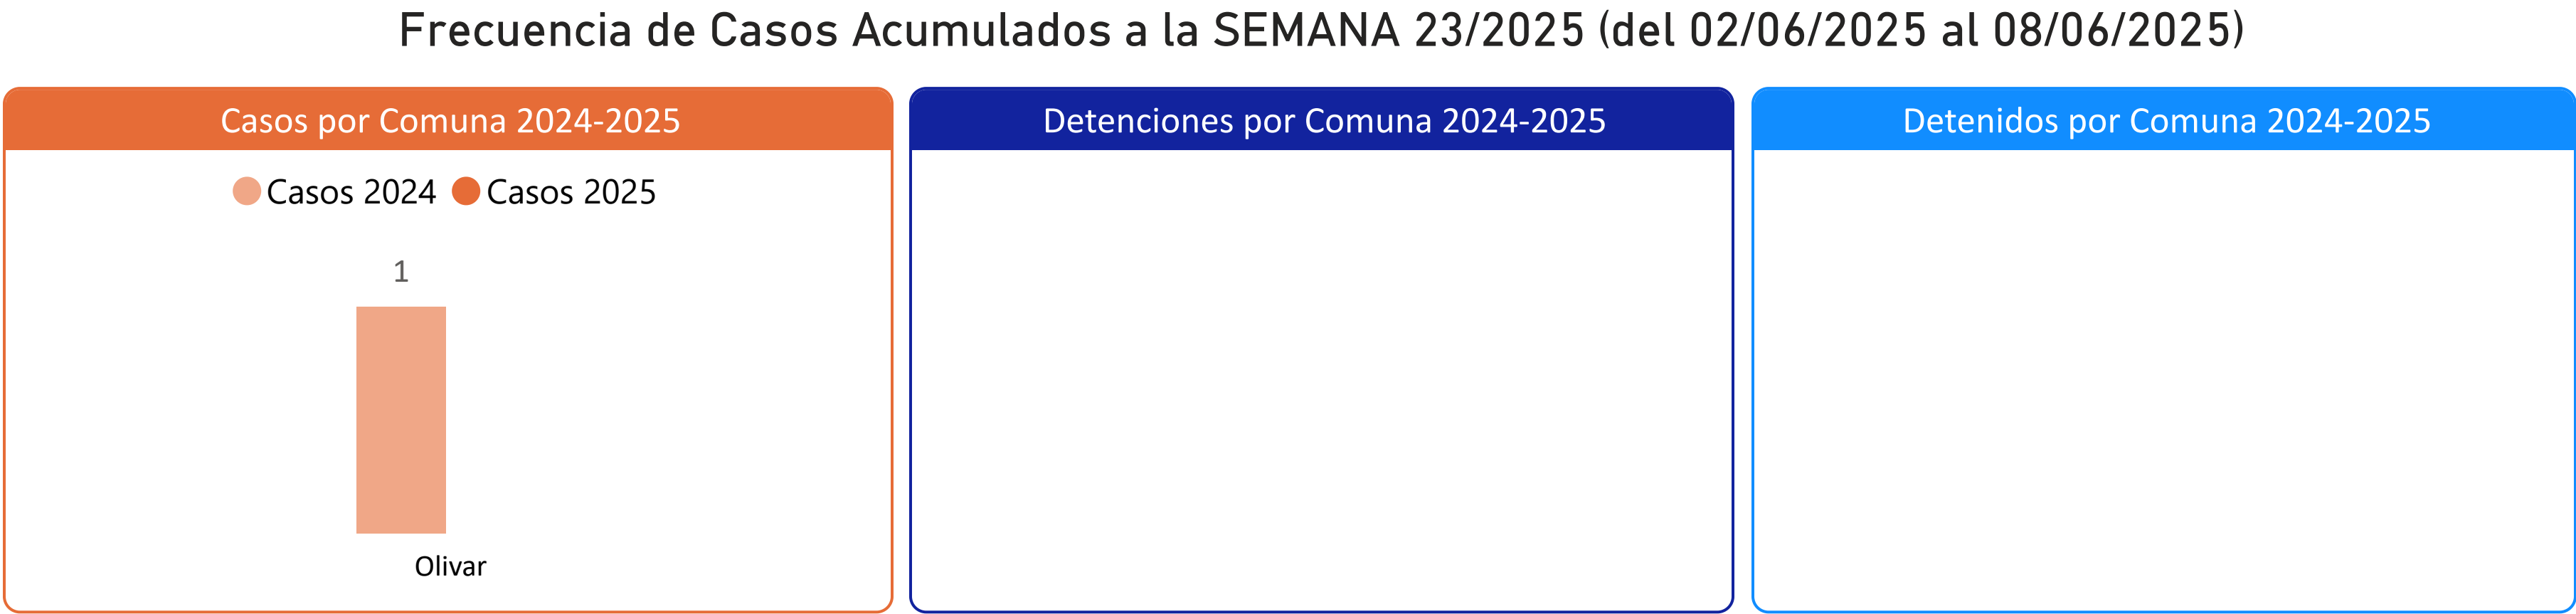 Frecuencia de Casos Acumulados a la SEMANA 23/2025 (del 02/06/2025 al 08/06/2025)
Casos por Comuna 2024-2025
Casos 2024 Casos 2025
1
Olivar
Detenciones por Comuna 2024-2025
Detenidos por Comuna 2024-2025